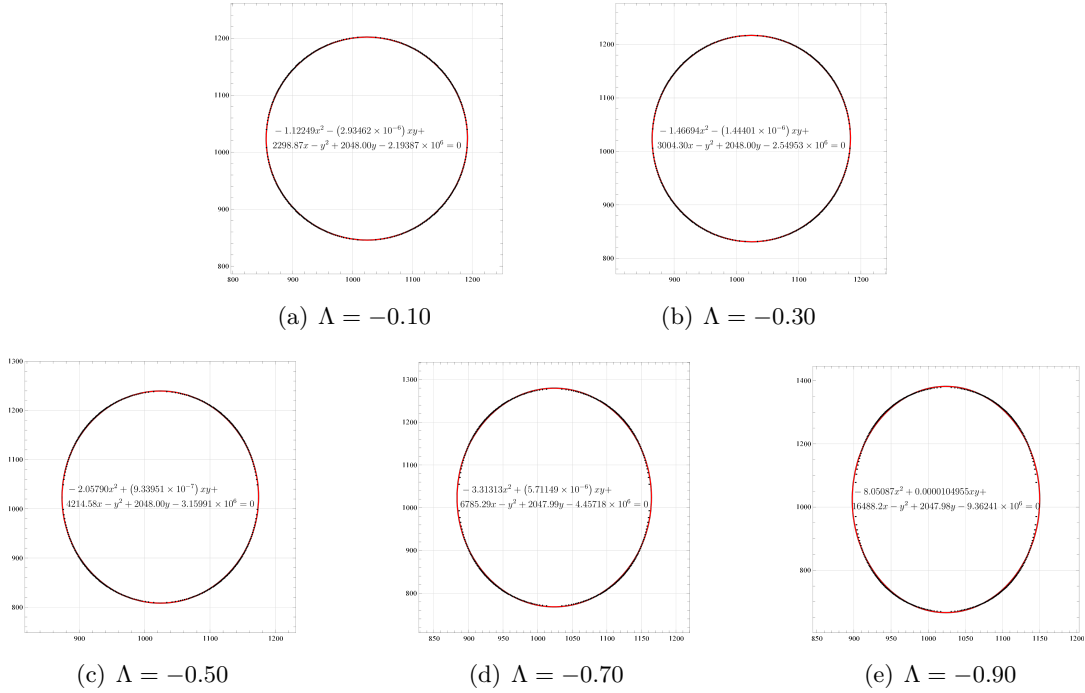 1200
1100
1000
900
800
800 900 1000 1100 1200
− 1.12249x² − (2.93462 × 10⁻⁶) xy+
2298.87x − y² + 2048.00y − 2.19387 × 10⁶ = 0
(a) Λ = −0.10
1200
1100
1000
900
800
900 1000 1100 1200
− 1.46694x² − (1.44401 × 10⁻⁶) xy+
3004.30x − y² + 2048.00y − 2.54953 × 10⁶ = 0
(b) Λ = −0.30
1300
1200
1100
1000
900
800
900 1000 1100 1200
− 2.05790x² + (9.33951 × 10⁻⁷) xy+
4214.58x − y² + 2048.00y − 3.15991 × 10⁶ = 0
(c) Λ = −0.50
1300
1200
1100
1000
900
800
850 900 950 1000 1050 1100 1150 1200
− 3.31313x² + (5.71149 × 10⁻⁶) xy+
6785.29x − y² + 2047.99y − 4.45718 × 10⁶ = 0
(d) Λ = −0.70
1400
1200
1000
800
850 900 950 1000 1050 1100 1150 1200
− 8.05087x² + 0.0000104955xy+
16488.2x − y² + 2047.98y − 9.36241 × 10⁶ = 0
(e) Λ = −0.90